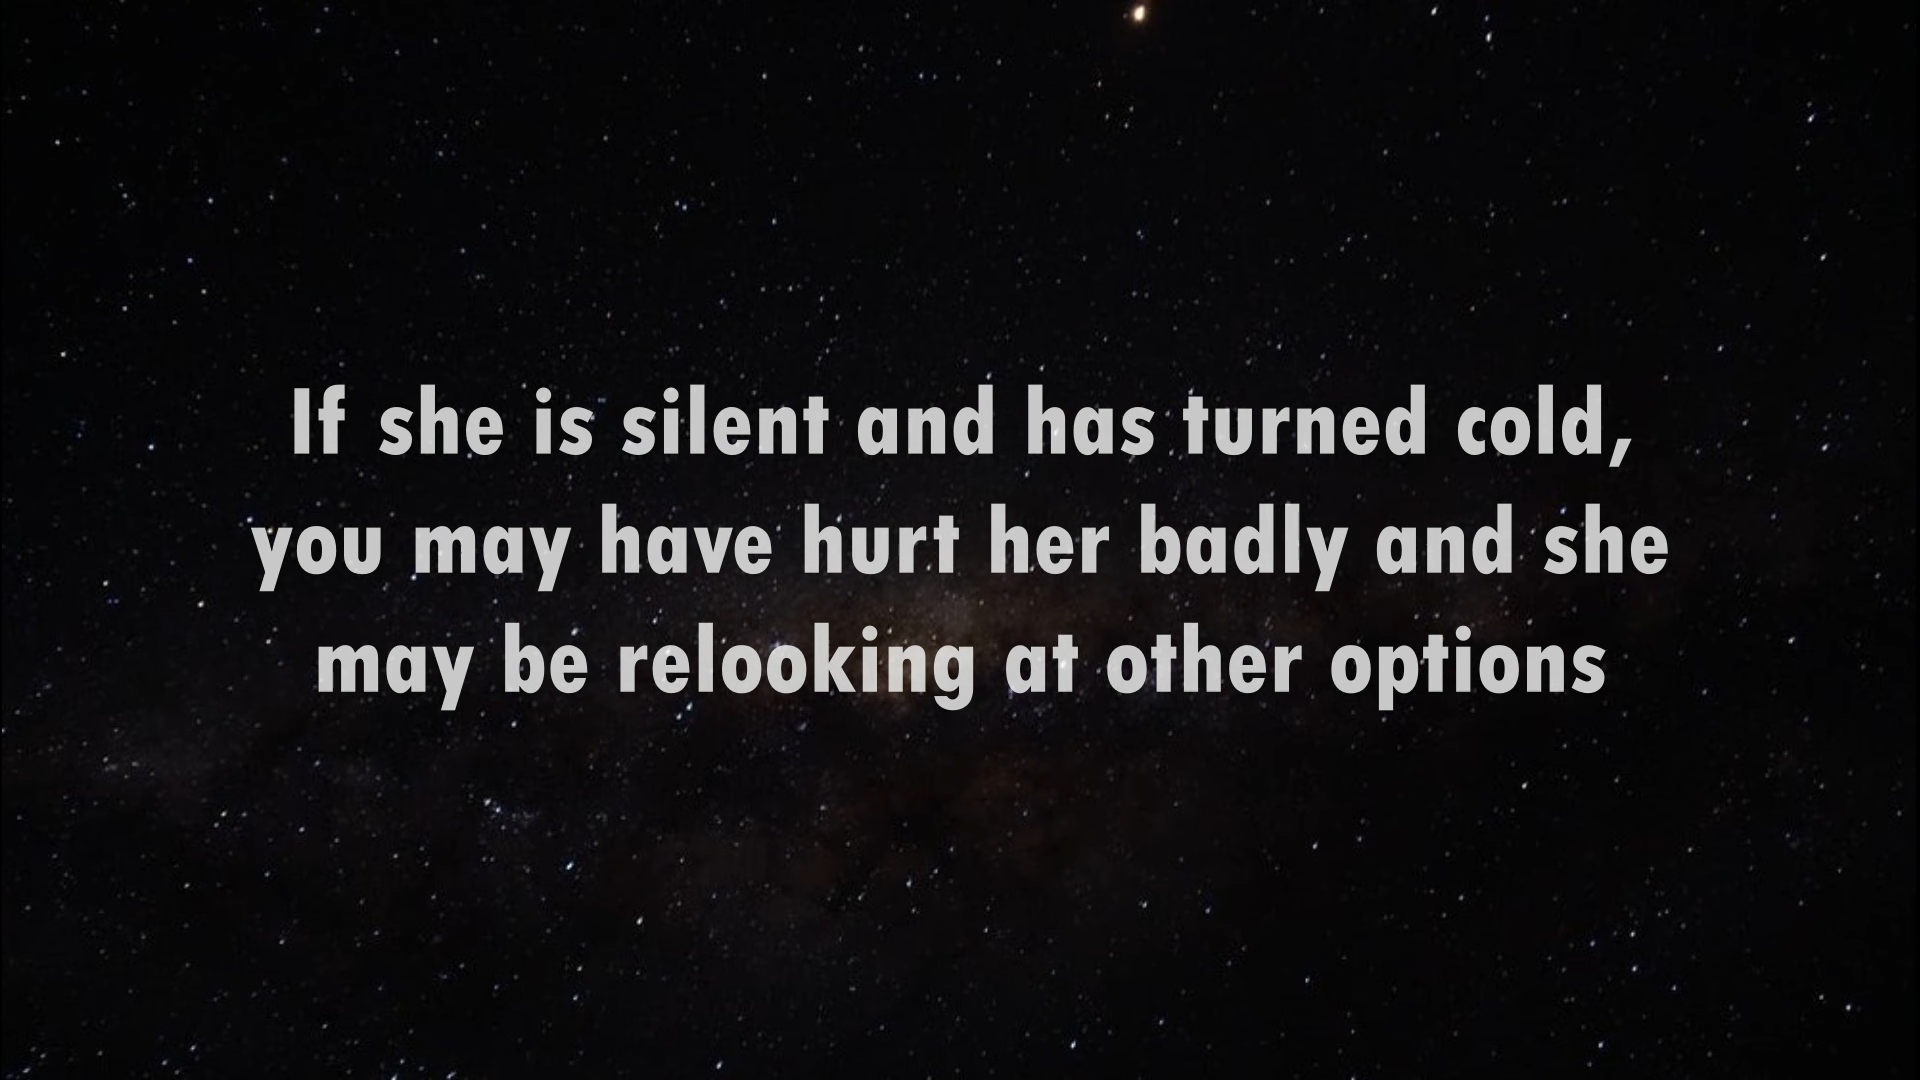 If she is silent and has turned cold,
you may have hurt her badly and she
may be relooking at other options